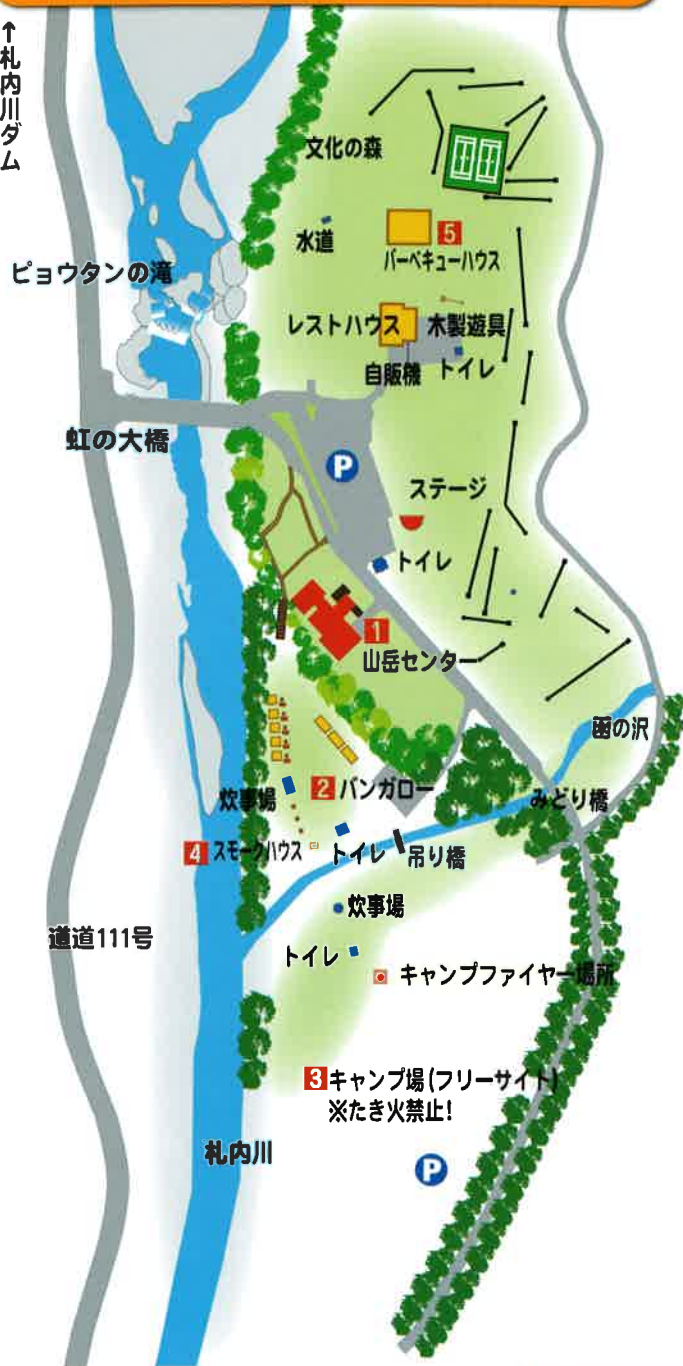 ↑札内川ダム
文化の森
水道
5
バーベキューハウス
ピョウタンの滝
レストハウス
木製遊具
自販機
トイレ
虹の大橋
P
ステージ
トイレ
1
山岳センター
函の沢
2 バンガロー
炊事場
みどり橋
4 スモークハウス
トイレ
吊り橋
炊事場
道道111号
トイレ
キャンプファイヤー場所
3 キャンプ場(フリーサイト)
※たき火禁止!
札内川
P